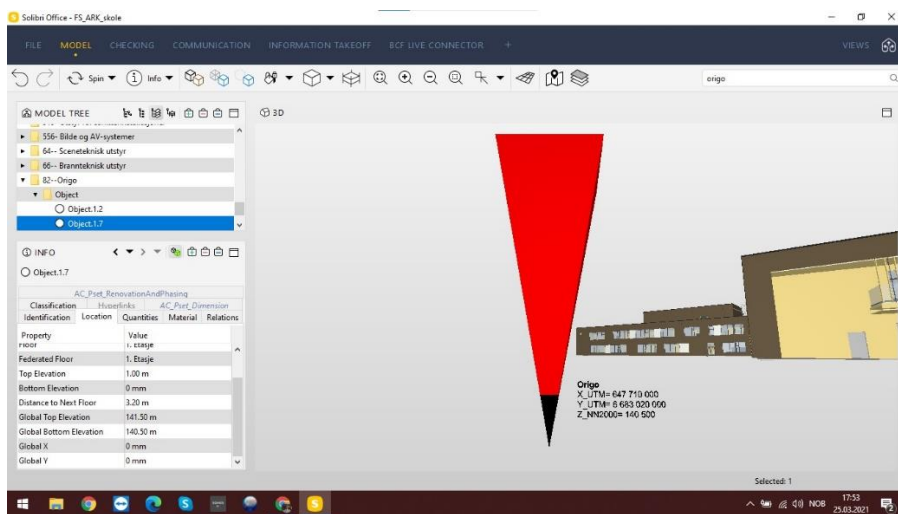 Solibri Office - FS_ARK_skole
FILE MODEL CHECKING COMMUNICATION INFORMATION TAKEOFF BCF LIVE CONNECTOR + VIEWS
Spin Info origo
MODEL TREE
3D
556- Bilde og AV-systemer
64-- Sceneteknisk utstyr
66-- Brannteknisk utstyr
82--Origo
Object
Object.1.2
Object.1.7
INFO
Object.1.7
AC_Pset_RenovationAndPhasing
Classification Hyperlinks AC_Pset_Dimension
Identification Location Quantities Material Relations
Property Value
Floor 1. Etasje
Federated Floor 1. Etasje
Top Elevation 1.00 m
Bottom Elevation 0 mm
Distance to Next Floor 3.20 m
Global Top Elevation 141.50 m
Global Bottom Elevation 140.50 m
Global X 0 mm
Global Y 0 mm
Origo
X_UTM= 647 710 000
Y_UTM= 6 683 020 000
Z_NN2000= 140 500
Selected: 1
NOB
17:53
25.03.2021